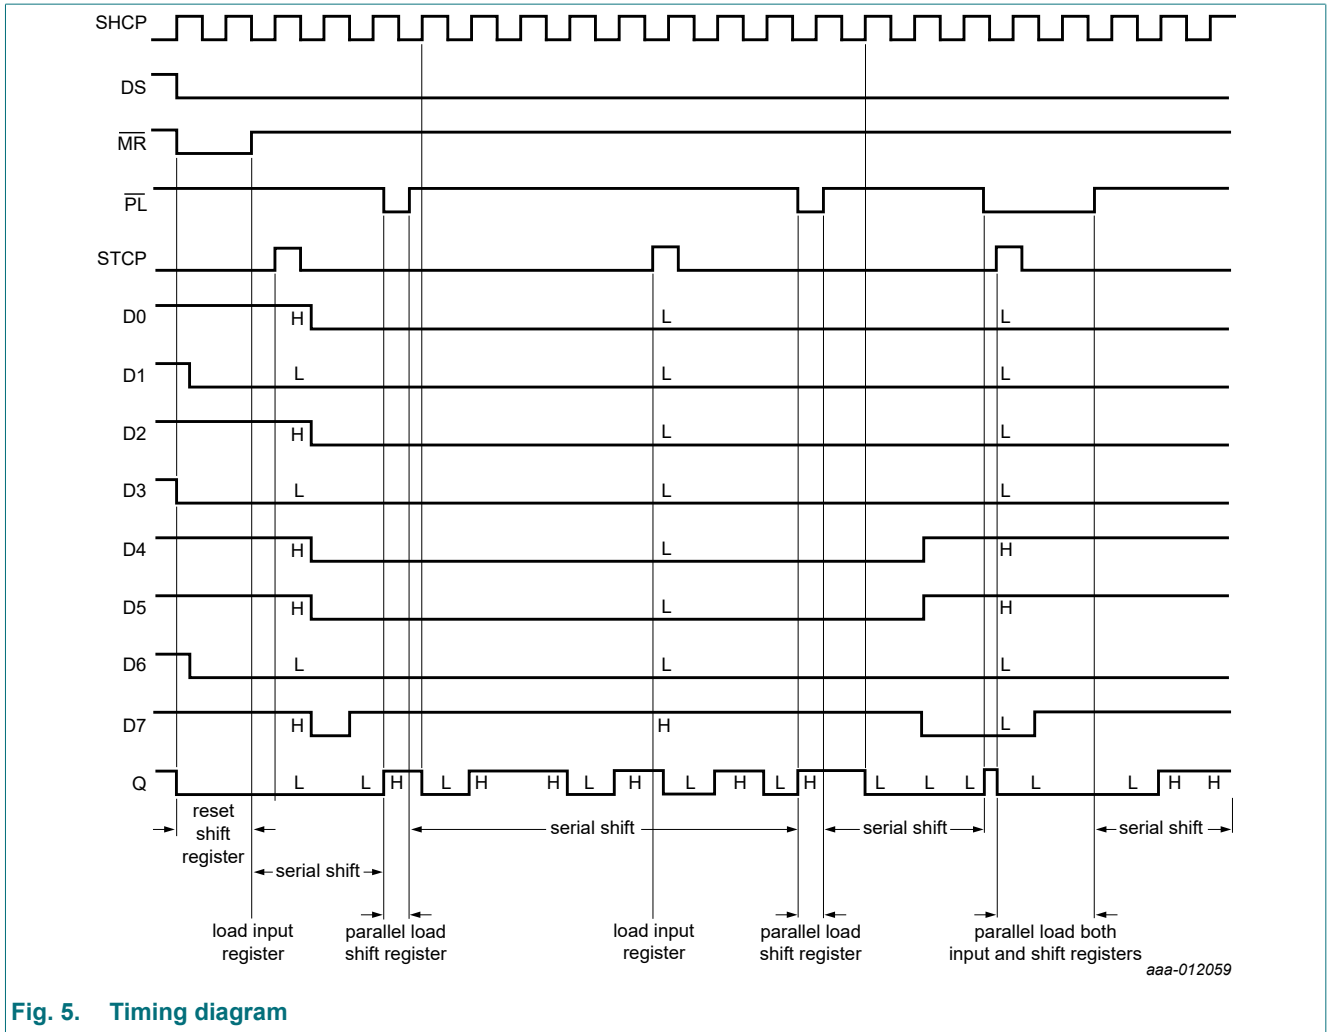 SHCP
DS
MR
PL
STCP
D0 H L L
D1 L L L
D2 H L L
D3 L L L
D4 H L H
D5 H L H
D6 L L L
D7 H H L
Q L L H L H H L H L H L H L L L L L H H
reset
shift
register
serial shift
serial shift
serial shift
serial shift
load input
register
parallel load
shift register
load input
register
parallel load
shift register
parallel load both
input and shift registers
aaa-012059
Fig. 5. Timing diagram